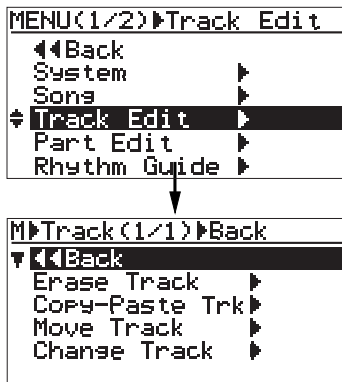 MENU(1/2)▶Track Edit
◀◀Back
System ▶
Song ▶
Track Edit ▶
Part Edit ▶
Rhythm Guide ▶
M▶Track(1/1)▶Back
◀◀Back
Erase Track ▶
Copy-Paste Trk▶
Move Track ▶
Change Track ▶